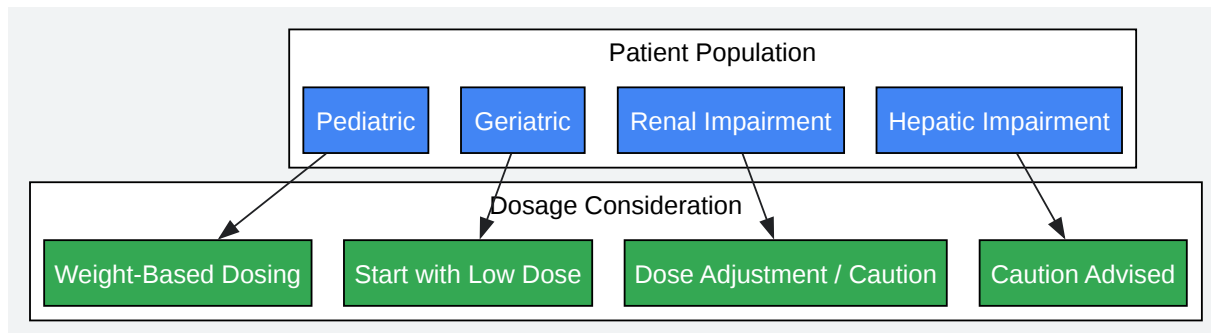 Patient Population
Pediatric
Geriatric
Renal Impairment
Hepatic Impairment
Dosage Consideration
Weight-Based Dosing
Start with Low Dose
Dose Adjustment / Caution
Caution Advised